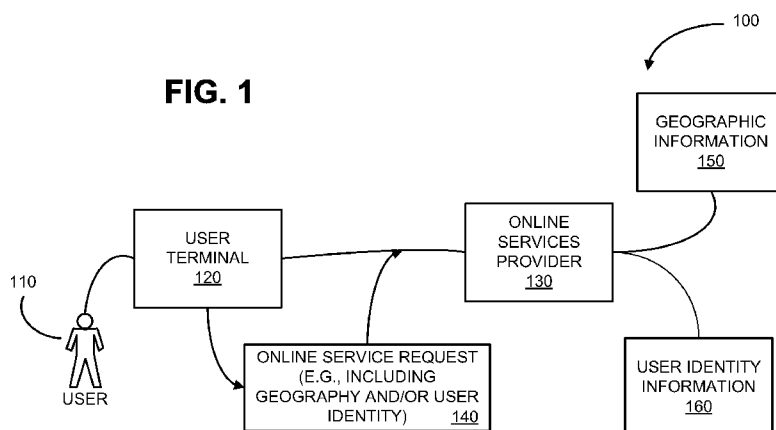 100
FIG. 1
GEOGRAPHIC
INFORMATION
150
USER
TERMINAL
120
ONLINE
SERVICES
PROVIDER
130
110
USER
ONLINE SERVICE REQUEST
(E.G., INCLUDING
GEOGRAPHY AND/OR USER
IDENTITY) 140
USER IDENTITY
INFORMATION
160